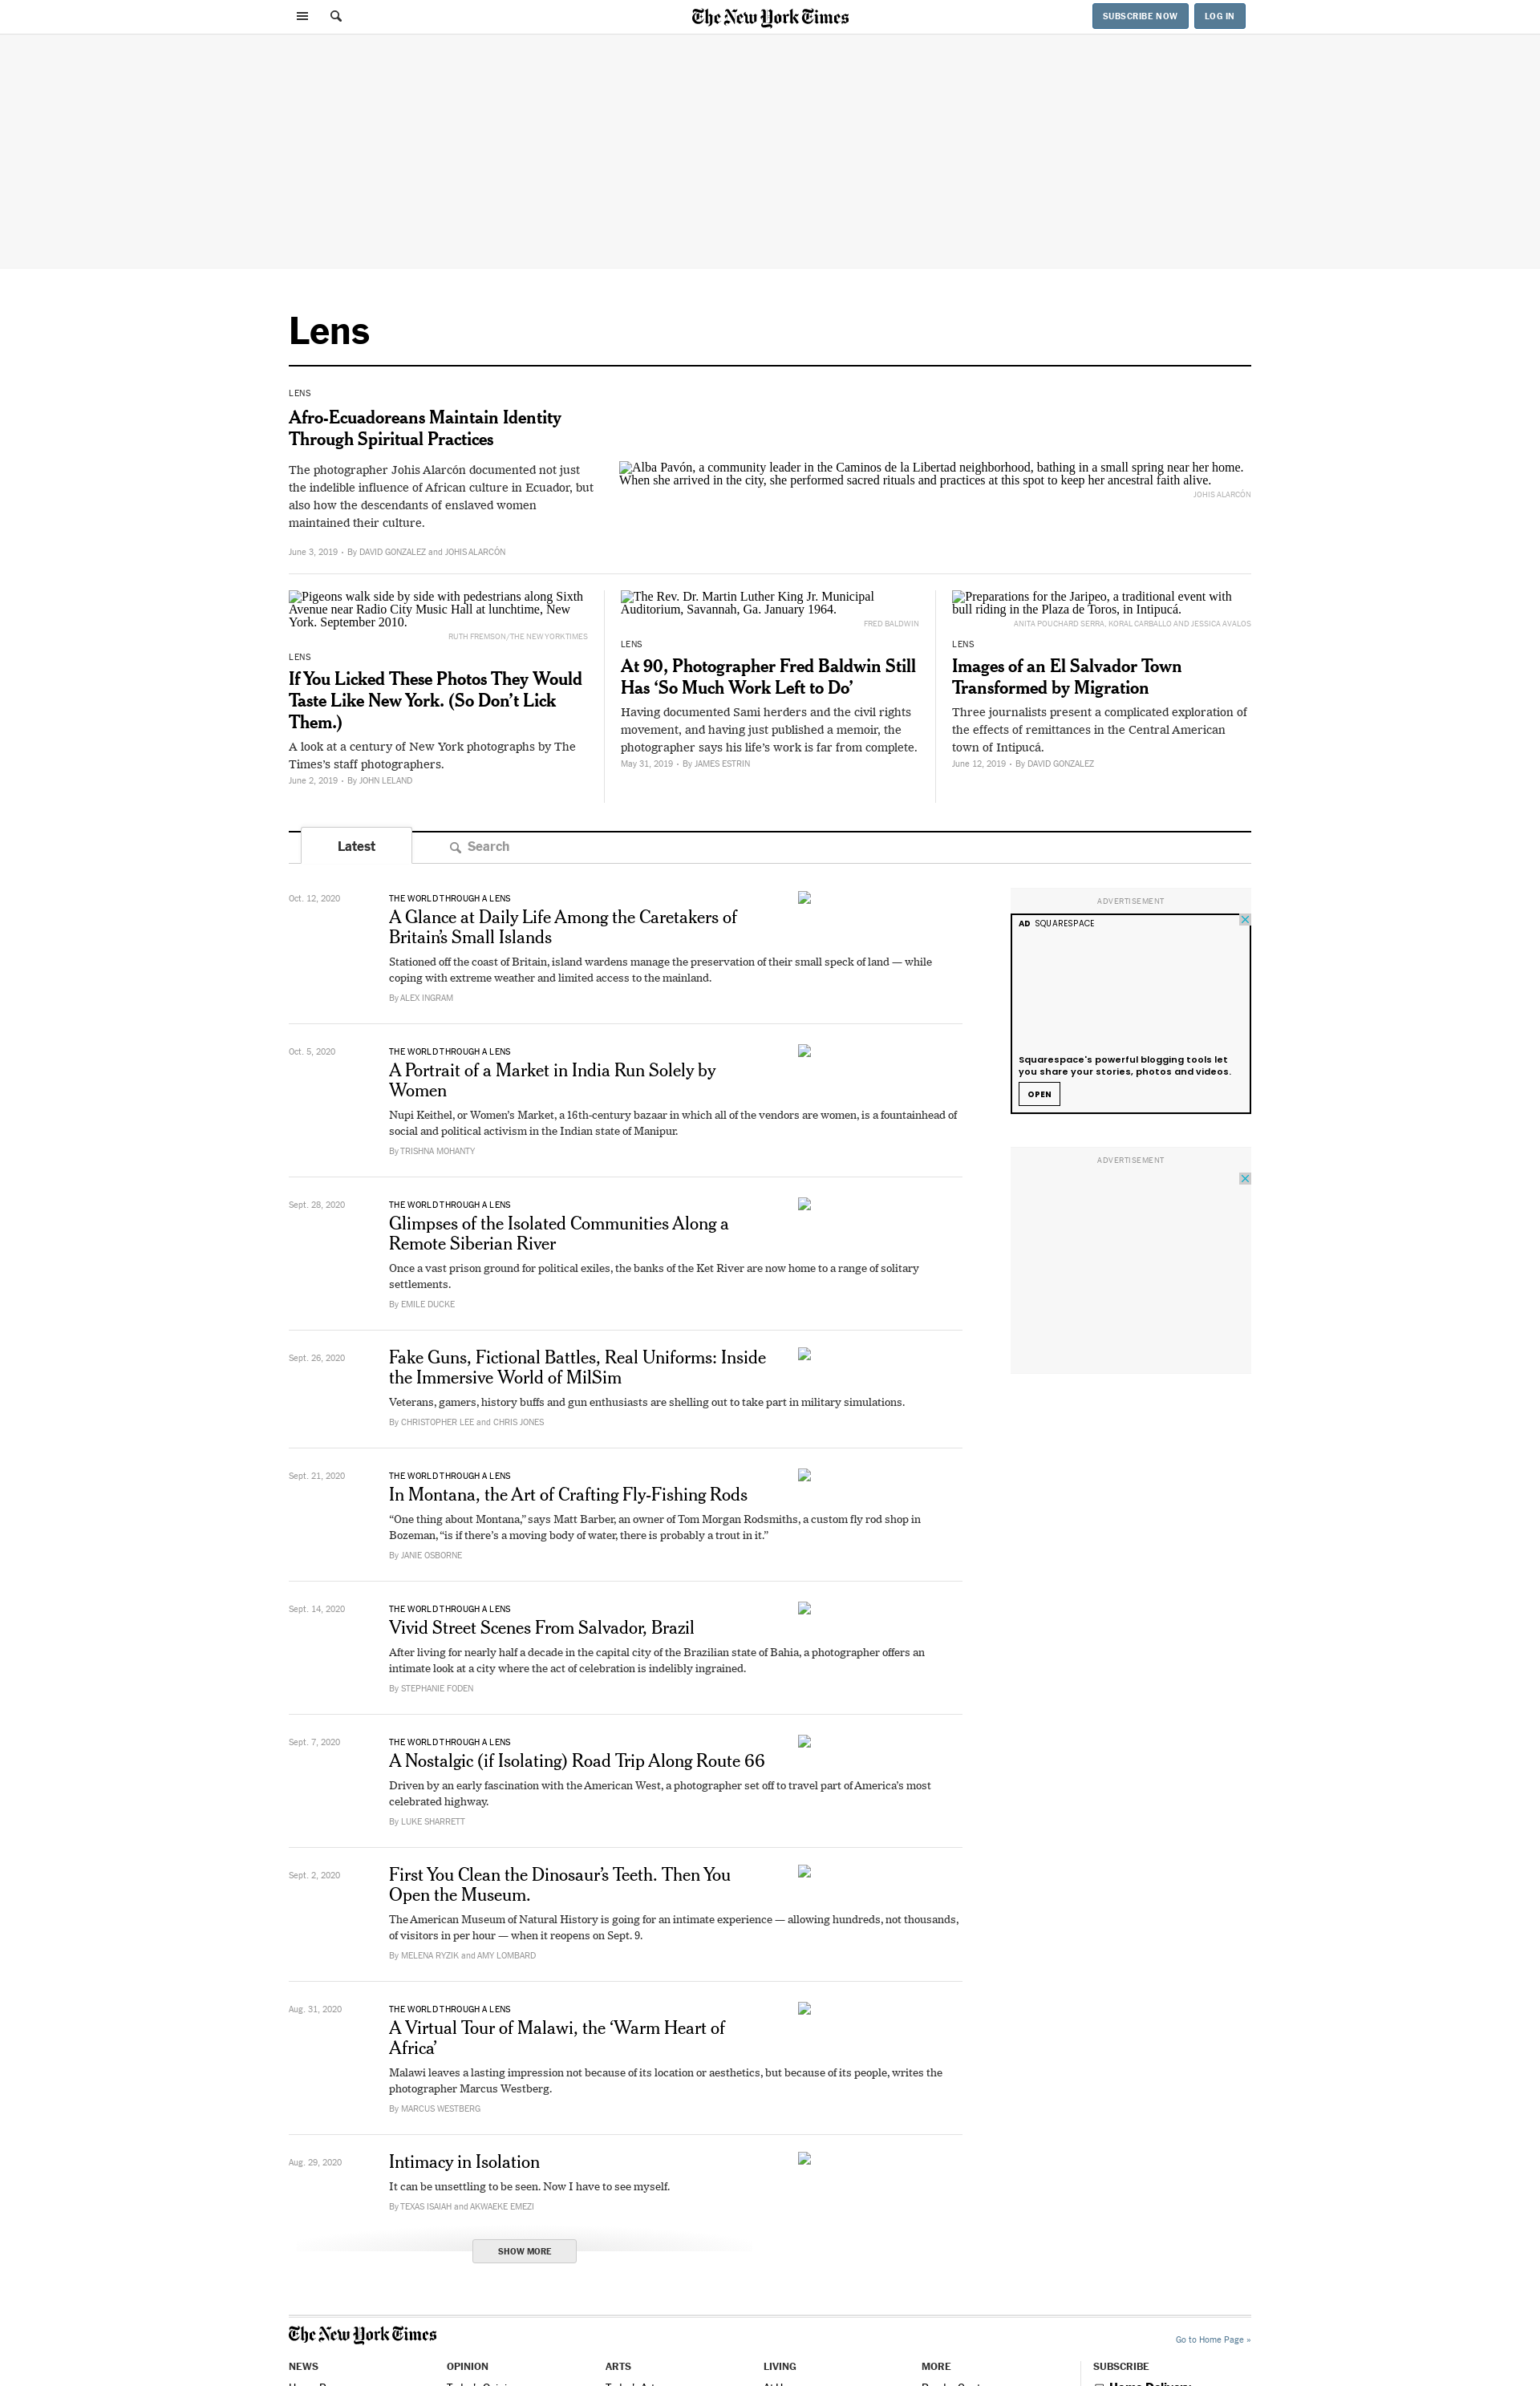 The New York Times
SUBSCRIBE NOW
LOG IN
Lens
LENS
Afro-Ecuadoreans Maintain Identity
Through Spiritual Practices
The photographer Johis Alarcón documented not just
the indelible influence of African culture in Ecuador, but
also how the descendants of enslaved women
maintained their culture.
June 3, 2019 • By DAVID GONZALEZ and JOHIS ALARCÓN
Alba Pavón, a community leader in the Caminos de la Libertad neighborhood, bathing in a small spring near her home.
When she arrived in the city, she performed sacred rituals and practices at this spot to keep her ancestral faith alive.
JOHIS ALARCÓN
Pigeons walk side by side with pedestrians along Sixth
Avenue near Radio City Music Hall at lunchtime, New
York. September 2010.
RUTH FREMSON/THE NEW YORK TIMES
LENS
If You Licked These Photos They Would
Taste Like New York. (So Don’t Lick
Them.)
A look at a century of New York photographs by The
Times’s staff photographers.
June 2, 2019 • By JOHN LELAND
The Rev. Dr. Martin Luther King Jr. Municipal
Auditorium, Savannah, Ga. January 1964.
FRED BALDWIN
LENS
At 90, Photographer Fred Baldwin Still
Has ‘So Much Work Left to Do’
Having documented Sami herders and the civil rights
movement, and having just published a memoir, the
photographer says his life’s work is far from complete.
May 31, 2019 • By JAMES ESTRIN
Preparations for the Jaripeo, a traditional event with
bull riding in the Plaza de Toros, in Intipucá.
ANITA POUCHARD SERRA, KORAL CARBALLO AND JESSICA AVALOS
LENS
Images of an El Salvador Town
Transformed by Migration
Three journalists present a complicated exploration of
the effects of remittances in the Central American
town of Intipucá.
June 12, 2019 • By DAVID GONZALEZ
Latest
Search
Oct. 12, 2020
THE WORLD THROUGH A LENS
A Glance at Daily Life Among the Caretakers of
Britain’s Small Islands
Stationed off the coast of Britain, island wardens manage the preservation of their small speck of land — while
coping with extreme weather and limited access to the mainland.
By ALEX INGRAM
Oct. 5, 2020
THE WORLD THROUGH A LENS
A Portrait of a Market in India Run Solely by
Women
Nupi Keithel, or Women’s Market, a 16th-century bazaar in which all of the vendors are women, is a fountainhead of
social and political activism in the Indian state of Manipur.
By TRISHNA MOHANTY
Sept. 28, 2020
THE WORLD THROUGH A LENS
Glimpses of the Isolated Communities Along a
Remote Siberian River
Once a vast prison ground for political exiles, the banks of the Ket River are now home to a range of solitary
settlements.
By EMILE DUCKE
Sept. 26, 2020
Fake Guns, Fictional Battles, Real Uniforms: Inside
the Immersive World of MilSim
Veterans, gamers, history buffs and gun enthusiasts are shelling out to take part in military simulations.
By CHRISTOPHER LEE and CHRIS JONES
Sept. 21, 2020
THE WORLD THROUGH A LENS
In Montana, the Art of Crafting Fly-Fishing Rods
“One thing about Montana,” says Matt Barber, an owner of Tom Morgan Rodsmiths, a custom fly rod shop in
Bozeman, “is if there’s a moving body of water, there is probably a trout in it.”
By JANIE OSBORNE
Sept. 14, 2020
THE WORLD THROUGH A LENS
Vivid Street Scenes From Salvador, Brazil
After living for nearly half a decade in the capital city of the Brazilian state of Bahia, a photographer offers an
intimate look at a city where the act of celebration is indelibly ingrained.
By STEPHANIE FODEN
Sept. 7, 2020
THE WORLD THROUGH A LENS
A Nostalgic (if Isolating) Road Trip Along Route 66
Driven by an early fascination with the American West, a photographer set off to travel part of America’s most
celebrated highway.
By LUKE SHARRETT
Sept. 2, 2020
First You Clean the Dinosaur’s Teeth. Then You
Open the Museum.
The American Museum of Natural History is going for an intimate experience — allowing hundreds, not thousands,
of visitors in per hour — when it reopens on Sept. 9.
By MELENA RYZIK and AMY LOMBARD
Aug. 31, 2020
THE WORLD THROUGH A LENS
A Virtual Tour of Malawi, the ‘Warm Heart of
Africa’
Malawi leaves a lasting impression not because of its location or aesthetics, but because of its people, writes the
photographer Marcus Westberg.
By MARCUS WESTBERG
Aug. 29, 2020
Intimacy in Isolation
It can be unsettling to be seen. Now I have to see myself.
By TEXAS ISAIAH and AKWAEKE EMEZI
SHOW MORE
ADVERTISEMENT
AD SQUARESPACE
Squarespace's powerful blogging tools let
you share your stories, photos and videos.
OPEN
ADVERTISEMENT
The New York Times
Go to Home Page »
NEWS
OPINION
ARTS
LIVING
MORE
SUBSCRIBE
Home Delivery